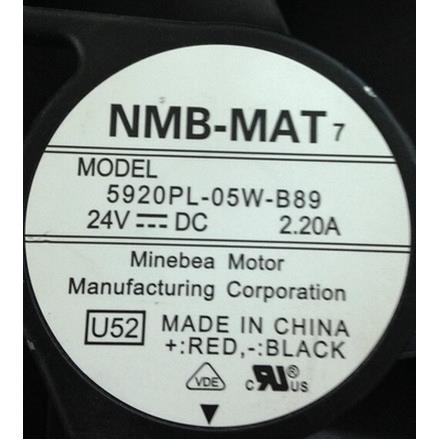 NMB-MAT 7
MODEL
5920PL-05W-B89
24V ⎓ DC 2.20A
Minebea Motor
Manufacturing Corporation
U52 MADE IN CHINA
+:RED,-:BLACK
VDE c RU ® US